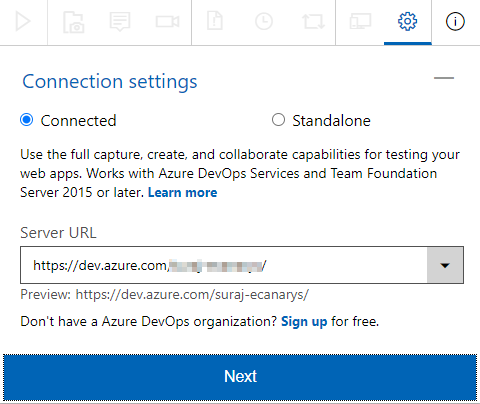 Connection settings
Connected
Standalone
Use the full capture, create, and collaborate capabilities for testing your
web apps. Works with Azure DevOps Services and Team Foundation
Server 2015 or later. Learn more
Server URL
https://dev.azure.com/ /
Preview: https://dev.azure.com/suraj-ecanarys/
Don't have a Azure DevOps organization? Sign up for free.
Next